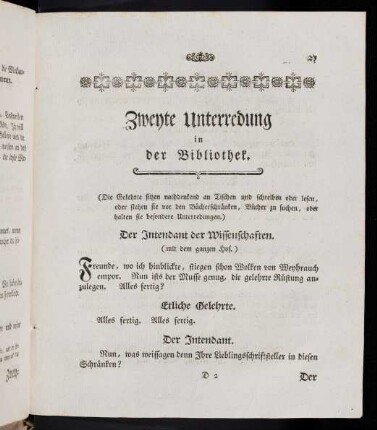 27
Zweyte Unterredung
in
der Bibliothek.
(Die Gelehrte sitzen nachdenkend an Tischen und schreiben oder lesen,
oder stehen sie vor den Bücherschränken, Bücher zu suchen, oder
halten sie besondere Unterredungen.)
Der Intendant der Wissenschaften.
(mit dem ganzen Hof.)
Freunde, wo ich hinblickte, stiegen schon Wolken von Weyhrauch
empor. Nun ists der Musse genug, die gelehrte Rüstung an-
zulegen. Alles fertig?
Etliche Gelehrte.
Alles fertig. Alles fertig.
Der Intendant.
Nun, was weissagen denn Ihre Lieblingsschriftsteller in diesen
Schränken?
D 2
Der